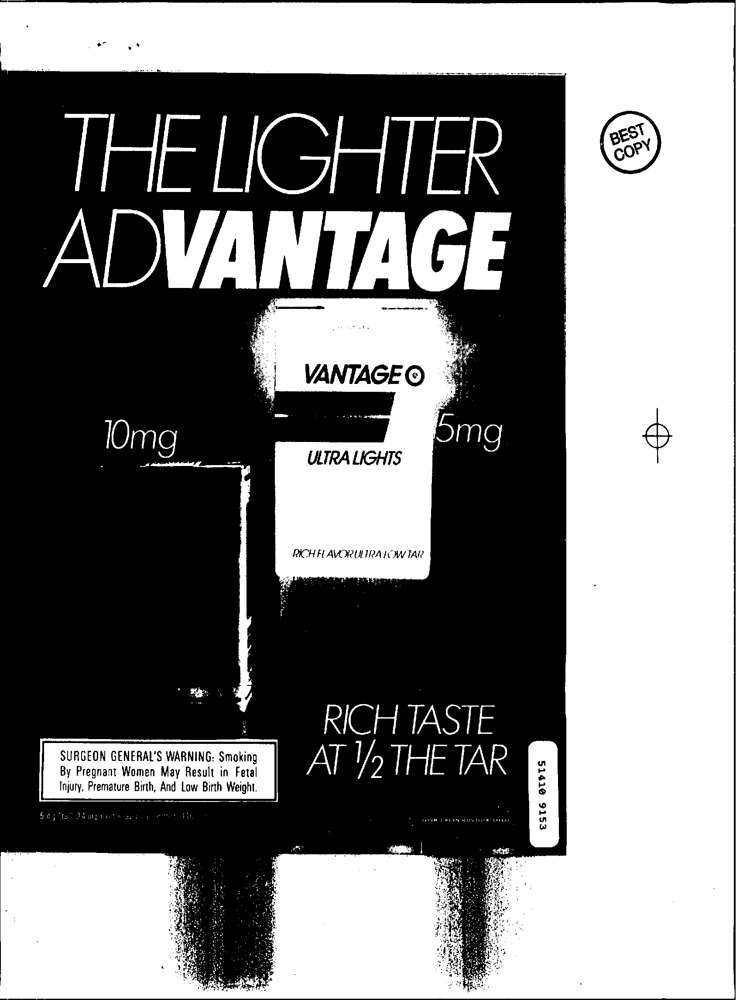 THE LIGHTER
ADVANTAGE
BEST
COPY
VANTAGE
10mg
5mg
ULTRA LIGHTS
RICH FLAVOR ULTRA LOW TAR
RICH TASTE
AT 1/2 THE TAR
SURGEON GENERAL'S WARNING: Smoking
By Pregnant Women May Result in Fetal
Injury, Premature Birth, And Low Birth Weight.
51410 9153